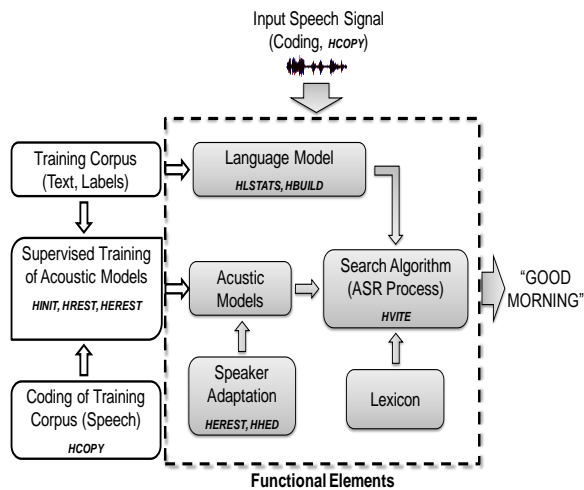 Input Speech Signal
(Coding, HCOPY)
Training Corpus
(Text, Labels)
Language Model
HLSTATS, HBUILD
Supervised Training
of Acoustic Models
HINIT, HREST, HEREST
Acustic
Models
Search Algorithm
(ASR Process)
HVITE
“GOOD
MORNING”
Coding of Training
Corpus (Speech)
HCOPY
Speaker
Adaptation
HEREST, HHED
Lexicon
Functional Elements